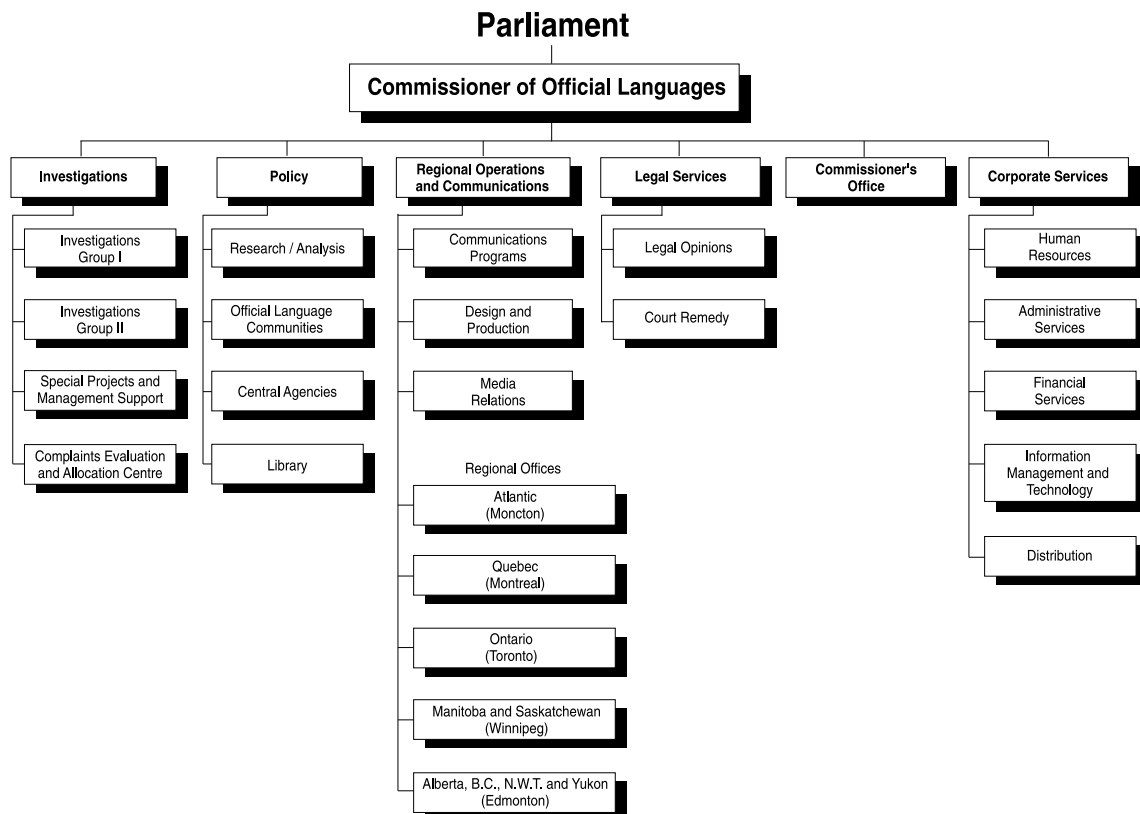 Parliament
Commissioner of Official Languages
Investigations
Investigations
Group I
Investigations
Group II
Special Projects and
Management Support
Complaints Evaluation
and Allocation Centre
Policy
Research / Analysis
Official Language
Communities
Central Agencies
Library
Regional Operations
and Communications
Communications
Programs
Design and
Production
Media
Relations
Regional Offices
Atlantic
(Moncton)
Quebec
(Montreal)
Ontario
(Toronto)
Manitoba and Saskatchewan
(Winnipeg)
Alberta, B.C., N.W.T. and Yukon
(Edmonton)
Legal Services
Legal Opinions
Court Remedy
Commissioner's
Office
Corporate Services
Human
Resources
Administrative
Services
Financial
Services
Information
Management and
Technology
Distribution